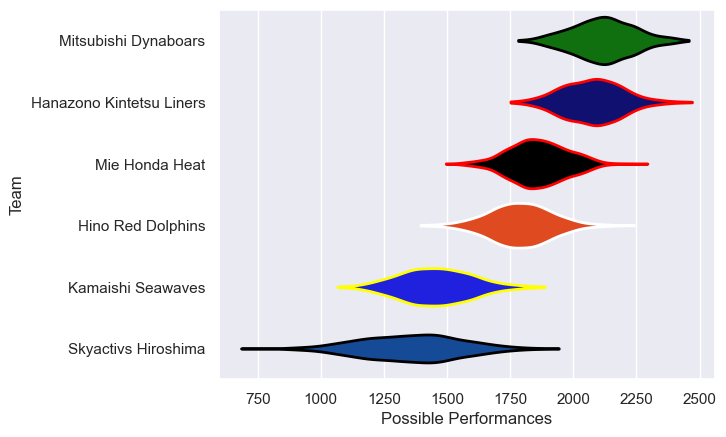 Mitsubishi Dynaboars
Hanazono Kintetsu Liners
Mie Honda Heat
Hino Red Dolphins
Kamaishi Seawaves
Skyactivs Hiroshima
Team
750 1000 1250 1500 1750 2000 2250 2500
Possible Performances